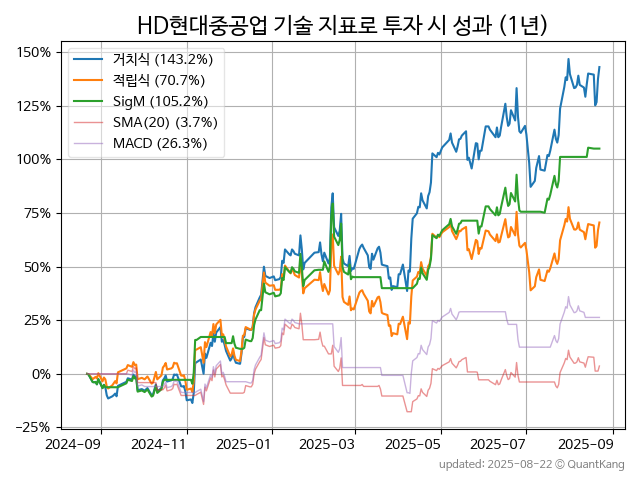 HD현대중공업 기술 지표로 투자 시 성과 (1년)
거치식 (143.2%)
적립식 (70.7%)
SigM (105.2%)
SMA(20) (3.7%)
MACD (26.3%)
150%
125%
100%
75%
50%
25%
0%
−25%
2024-09 2024-11 2025-01 2025-03 2025-05 2025-07 2025-09
updated: 2025-08-22 © QuantKang